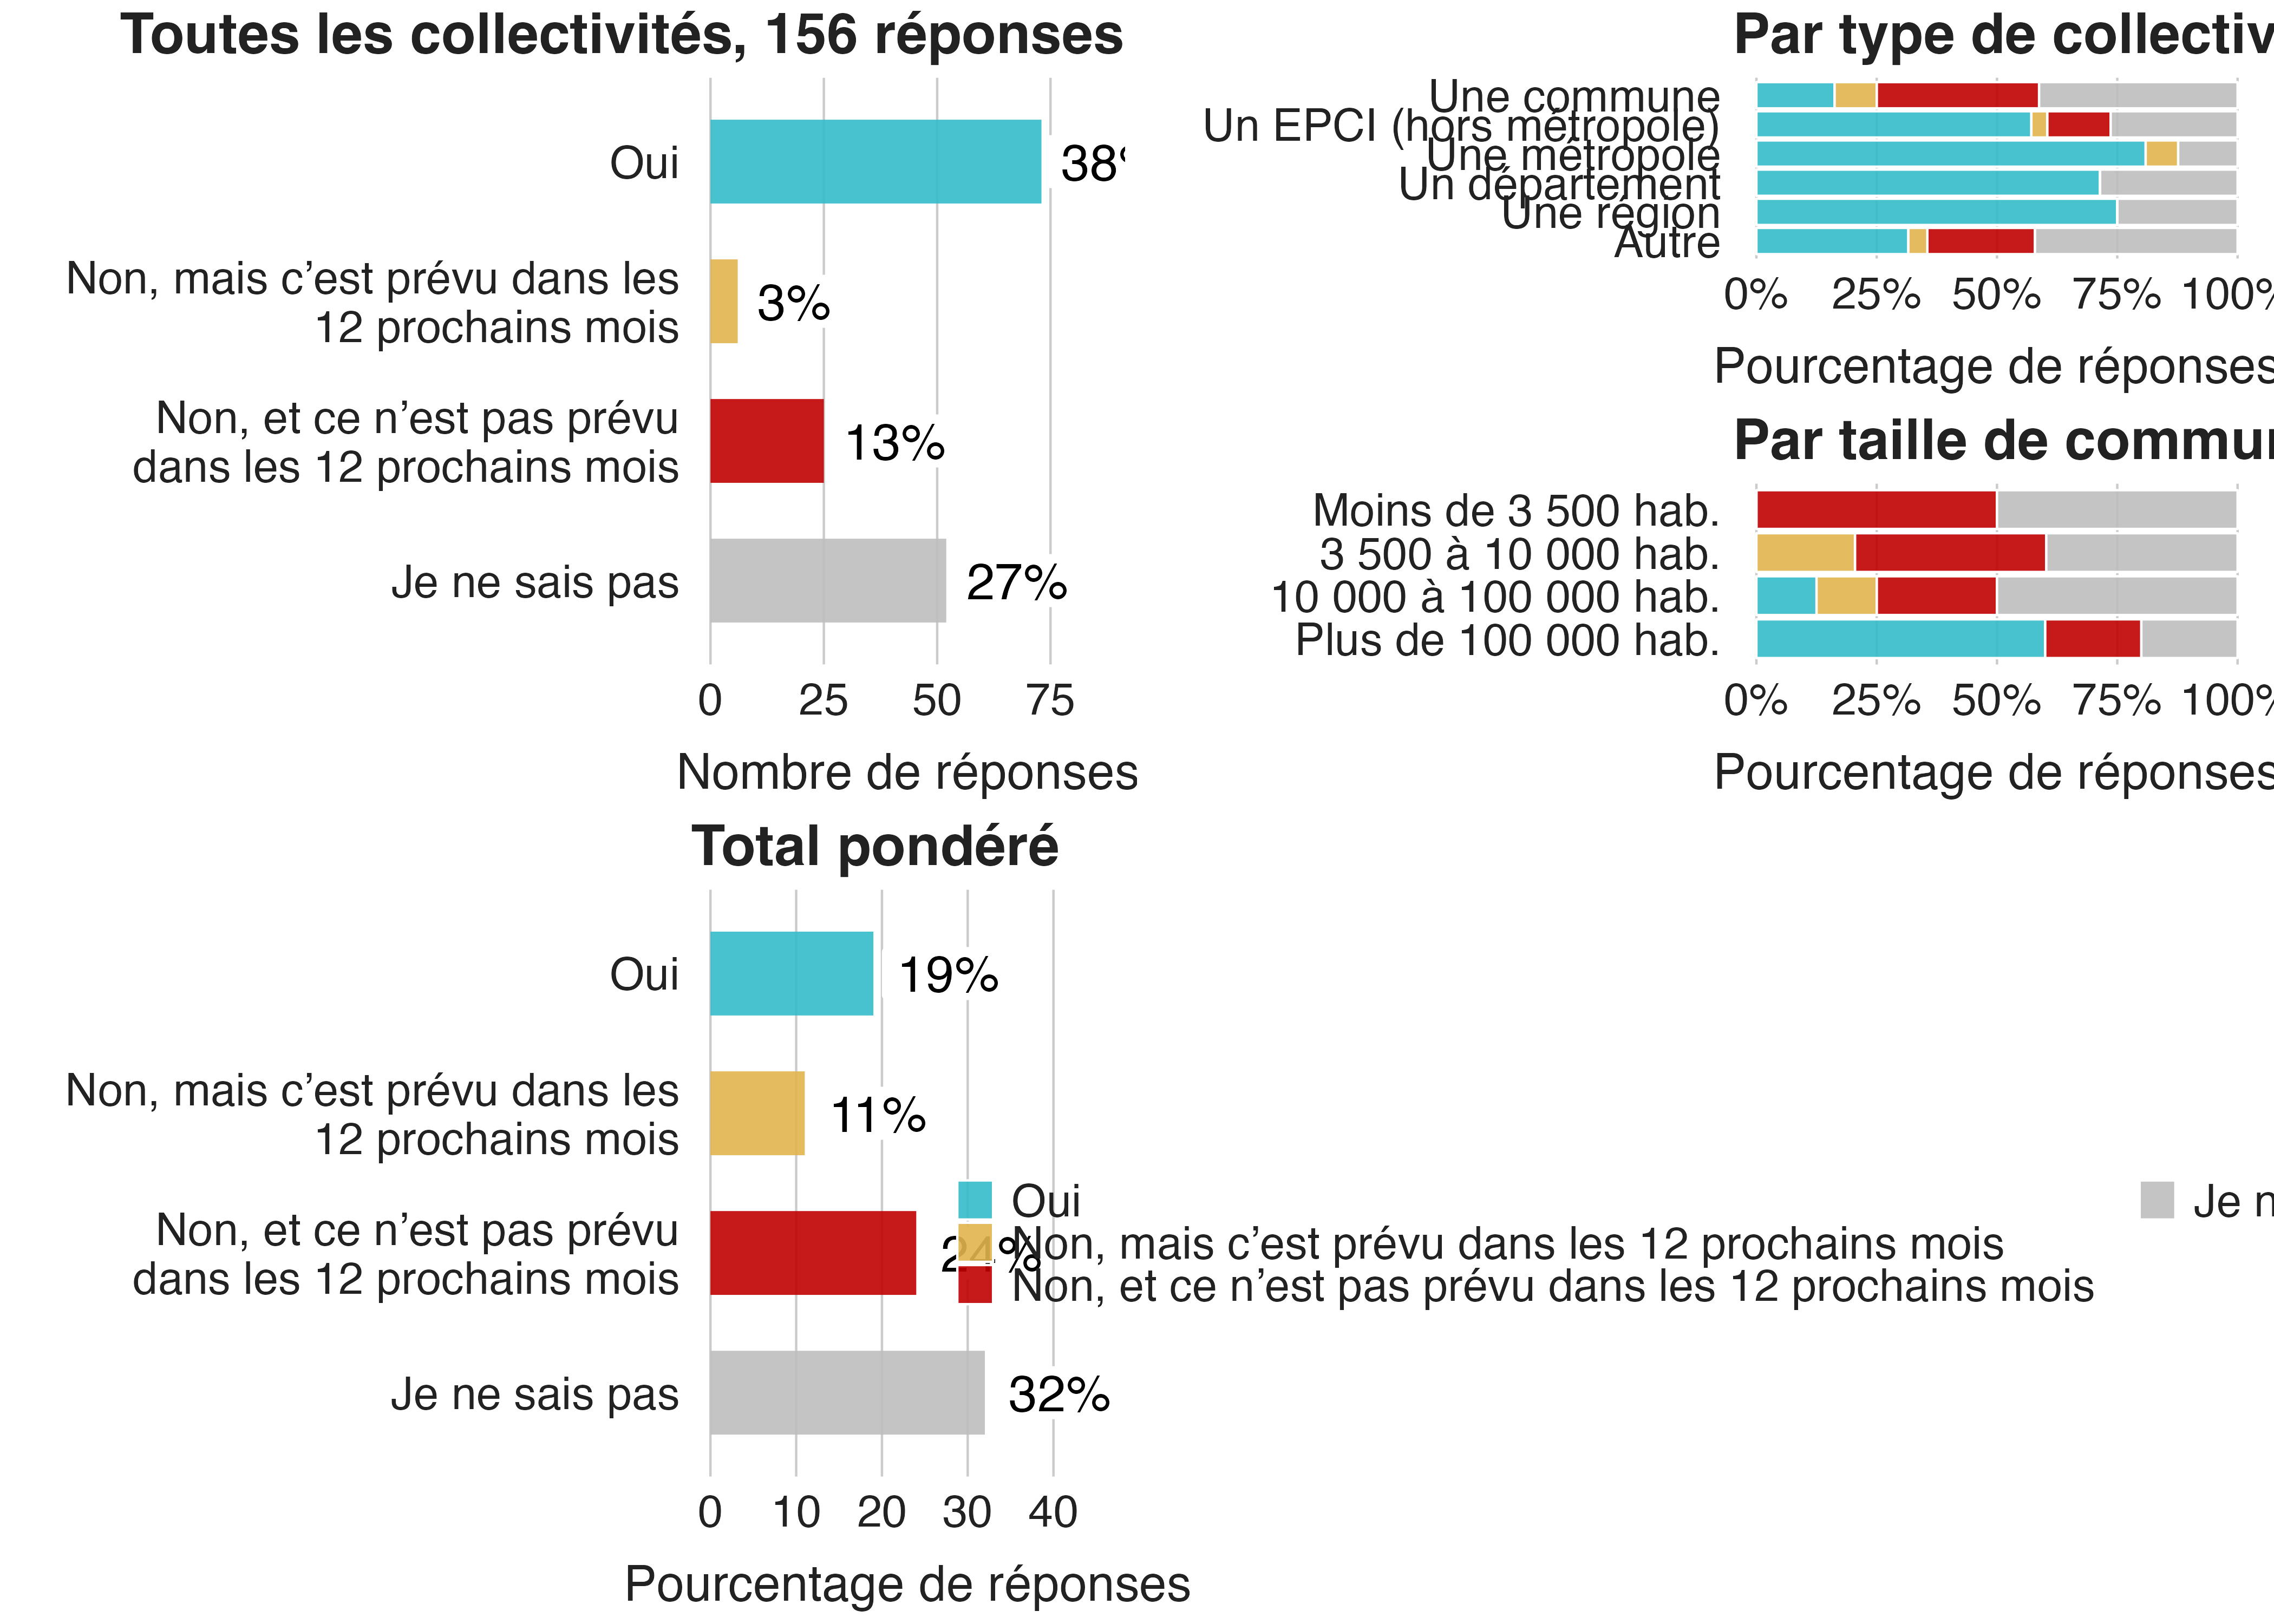 Toutes les collectivités, 156 réponses
Oui
38%
Non, mais c’est prévu dans les
12 prochains mois
3%
Non, et ce n’est pas prévu
dans les 12 prochains mois
13%
Je ne sais pas
27%
0 25 50 75
Nombre de réponses
Par type de collectiv
Une commune
Un EPCI (hors métropole)
Une métropole
Un département
Une région
Autre
0% 25% 50% 75% 100%
Pourcentage de réponses
Par taille de commun
Moins de 3 500 hab.
3 500 à 10 000 hab.
10 000 à 100 000 hab.
Plus de 100 000 hab.
0% 25% 50% 75% 100%
Pourcentage de réponses
Total pondéré
Oui
19%
Non, mais c’est prévu dans les
12 prochains mois
11%
Non, et ce n’est pas prévu
dans les 12 prochains mois
24%
Je ne sais pas
32%
0 10 20 30 40
Pourcentage de réponses
Oui
Non, mais c’est prévu dans les 12 prochains mois
Non, et ce n’est pas prévu dans les 12 prochains mois
Je n